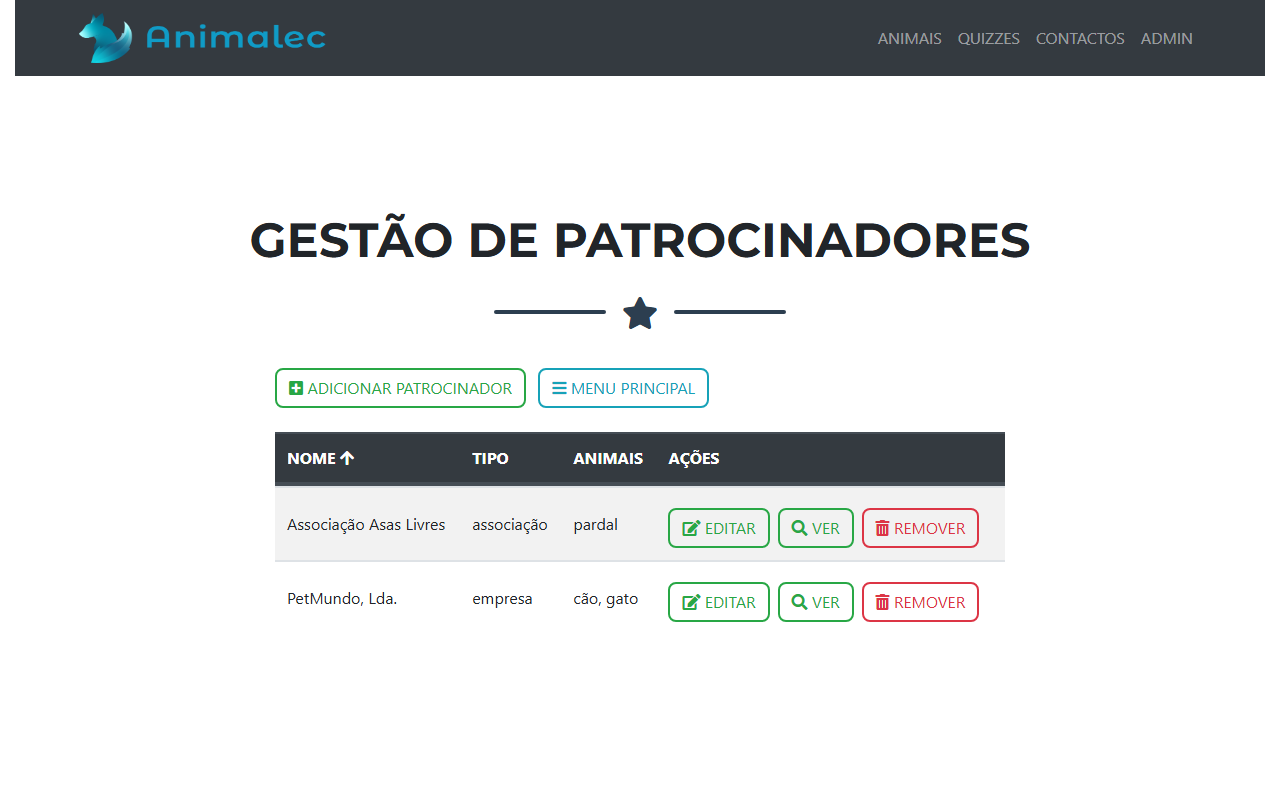 Animalec ANIMAIS QUIZZES CONTACTOS ADMIN
GESTÃO DE PATROCINADORES
ADICIONAR PATROCINADOR MENU PRINCIPAL
NOME TIPO ANIMAIS AÇÕES
Associação Asas Livres associação pardal EDITAR VER REMOVER
PetMundo, Lda. empresa cão, gato EDITAR VER REMOVER